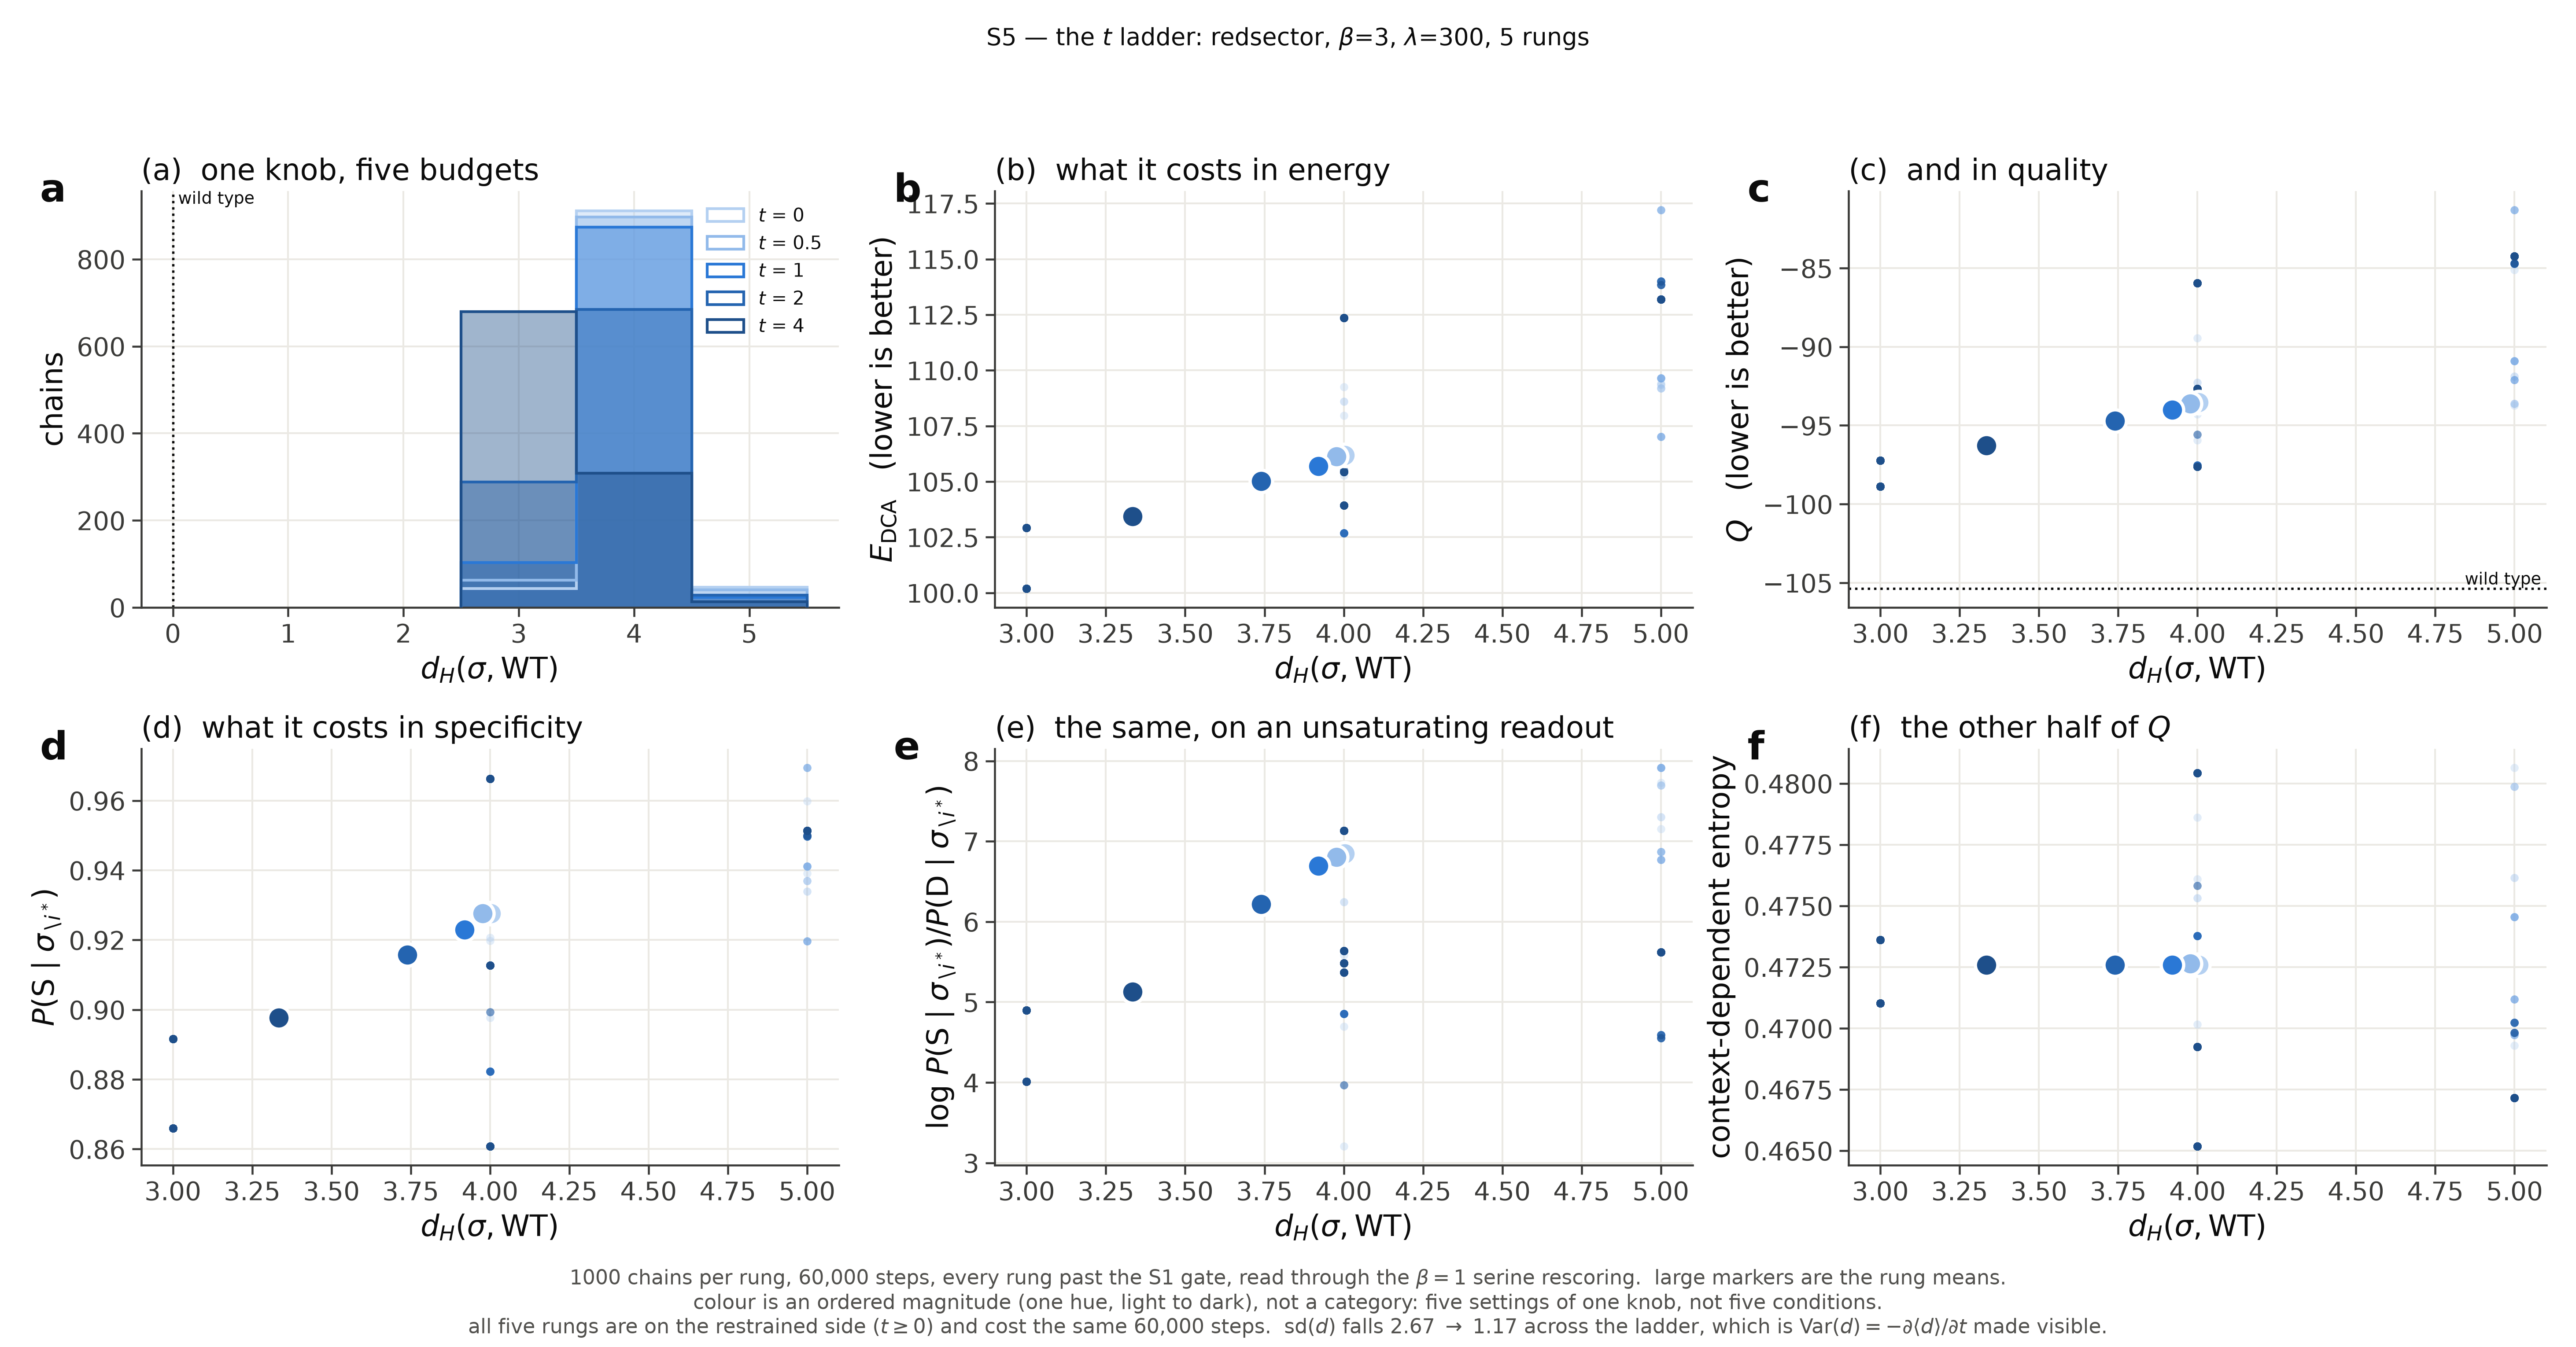 S5 — the t ladder: redsector, β=3, λ=300, 5 rungs
a
(a) one knob, five budgets
wild type
t = 0
t = 0.5
t = 1
t = 2
t = 4
chains
800
600
400
200
0
0 1 2 3 4 5
d_H(σ, WT)
b
(b) what it costs in energy
E_DCA (lower is better)
117.5
115.0
112.5
110.0
107.5
105.0
102.5
100.0
3.00 3.25 3.50 3.75 4.00 4.25 4.50 4.75 5.00
d_H(σ, WT)
c
(c) and in quality
Q (lower is better)
−85
−90
−95
−100
−105
wild type
3.00 3.25 3.50 3.75 4.00 4.25 4.50 4.75 5.00
d_H(σ, WT)
d
(d) what it costs in specificity
P(S | σ_\i*)
0.96
0.94
0.92
0.90
0.88
0.86
3.00 3.25 3.50 3.75 4.00 4.25 4.50 4.75 5.00
d_H(σ, WT)
e
(e) the same, on an unsaturating readout
log P(S | σ_\i*)/P(D | σ_\i*)
8
7
6
5
4
3
3.00 3.25 3.50 3.75 4.00 4.25 4.50 4.75 5.00
d_H(σ, WT)
f
(f) the other half of Q
context-dependent entropy
0.4800
0.4775
0.4750
0.4725
0.4700
0.4675
0.4650
3.00 3.25 3.50 3.75 4.00 4.25 4.50 4.75 5.00
d_H(σ, WT)
1000 chains per rung, 60,000 steps, every rung past the S1 gate, read through the β = 1 serine rescoring. large markers are the rung means.
colour is an ordered magnitude (one hue, light to dark), not a category: five settings of one knob, not five conditions.
all five rungs are on the restrained side (t ≥ 0) and cost the same 60,000 steps. sd(d) falls 2.67 → 1.17 across the ladder, which is Var(d) = −∂⟨d⟩/∂t made visible.